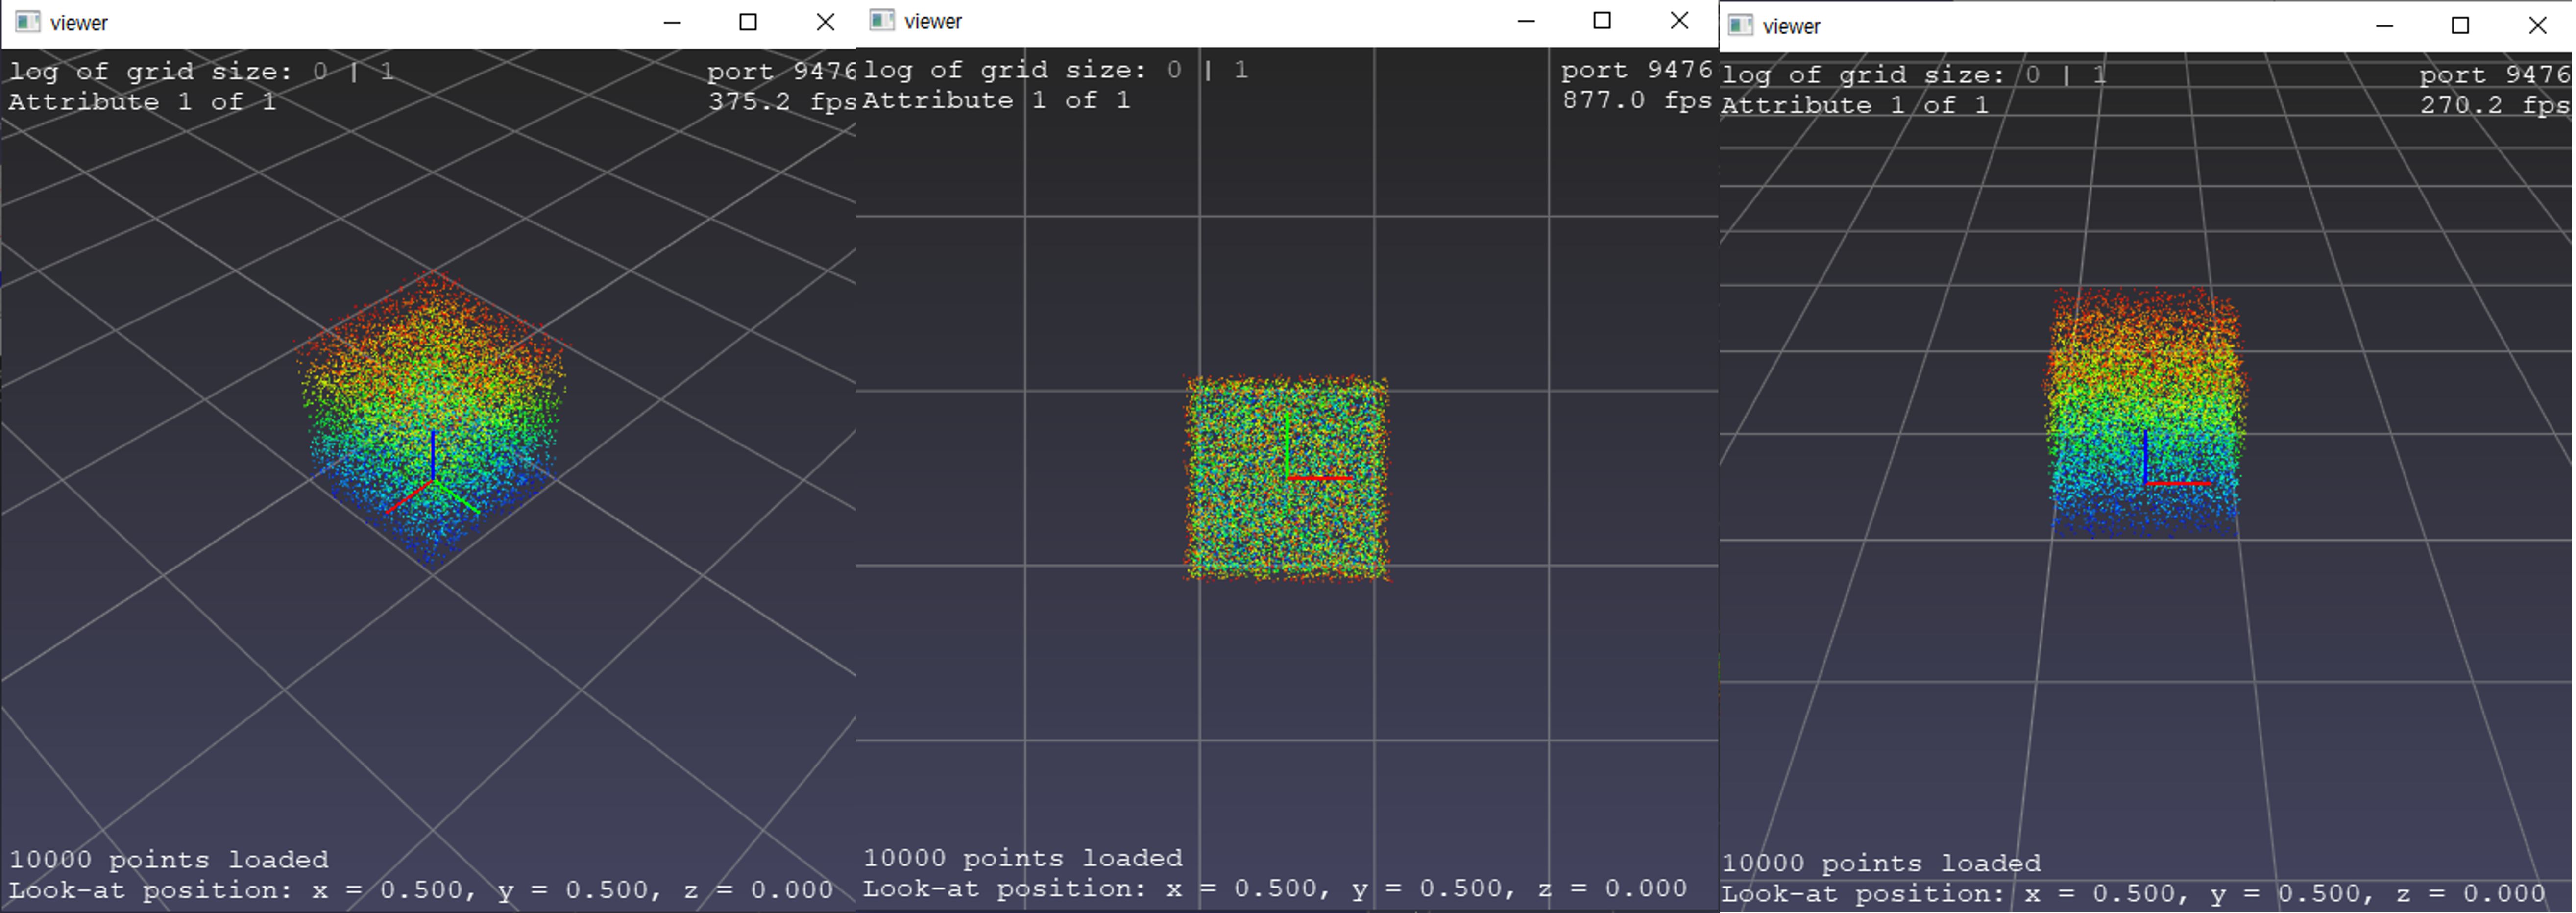 viewer
log of grid size: 0 | 1
port 9476
Attribute 1 of 1
375.2 fps
10000 points loaded
Look-at position: x = 0.500, y = 0.500, z = 0.000
viewer
log of grid size: 0 | 1
port 9476
Attribute 1 of 1
877.0 fps
10000 points loaded
Look-at position: x = 0.500, y = 0.500, z = 0.000
viewer
log of grid size: 0 | 1
port 9476
Attribute 1 of 1
270.2 fps
10000 points loaded
Look-at position: x = 0.500, y = 0.500, z = 0.000